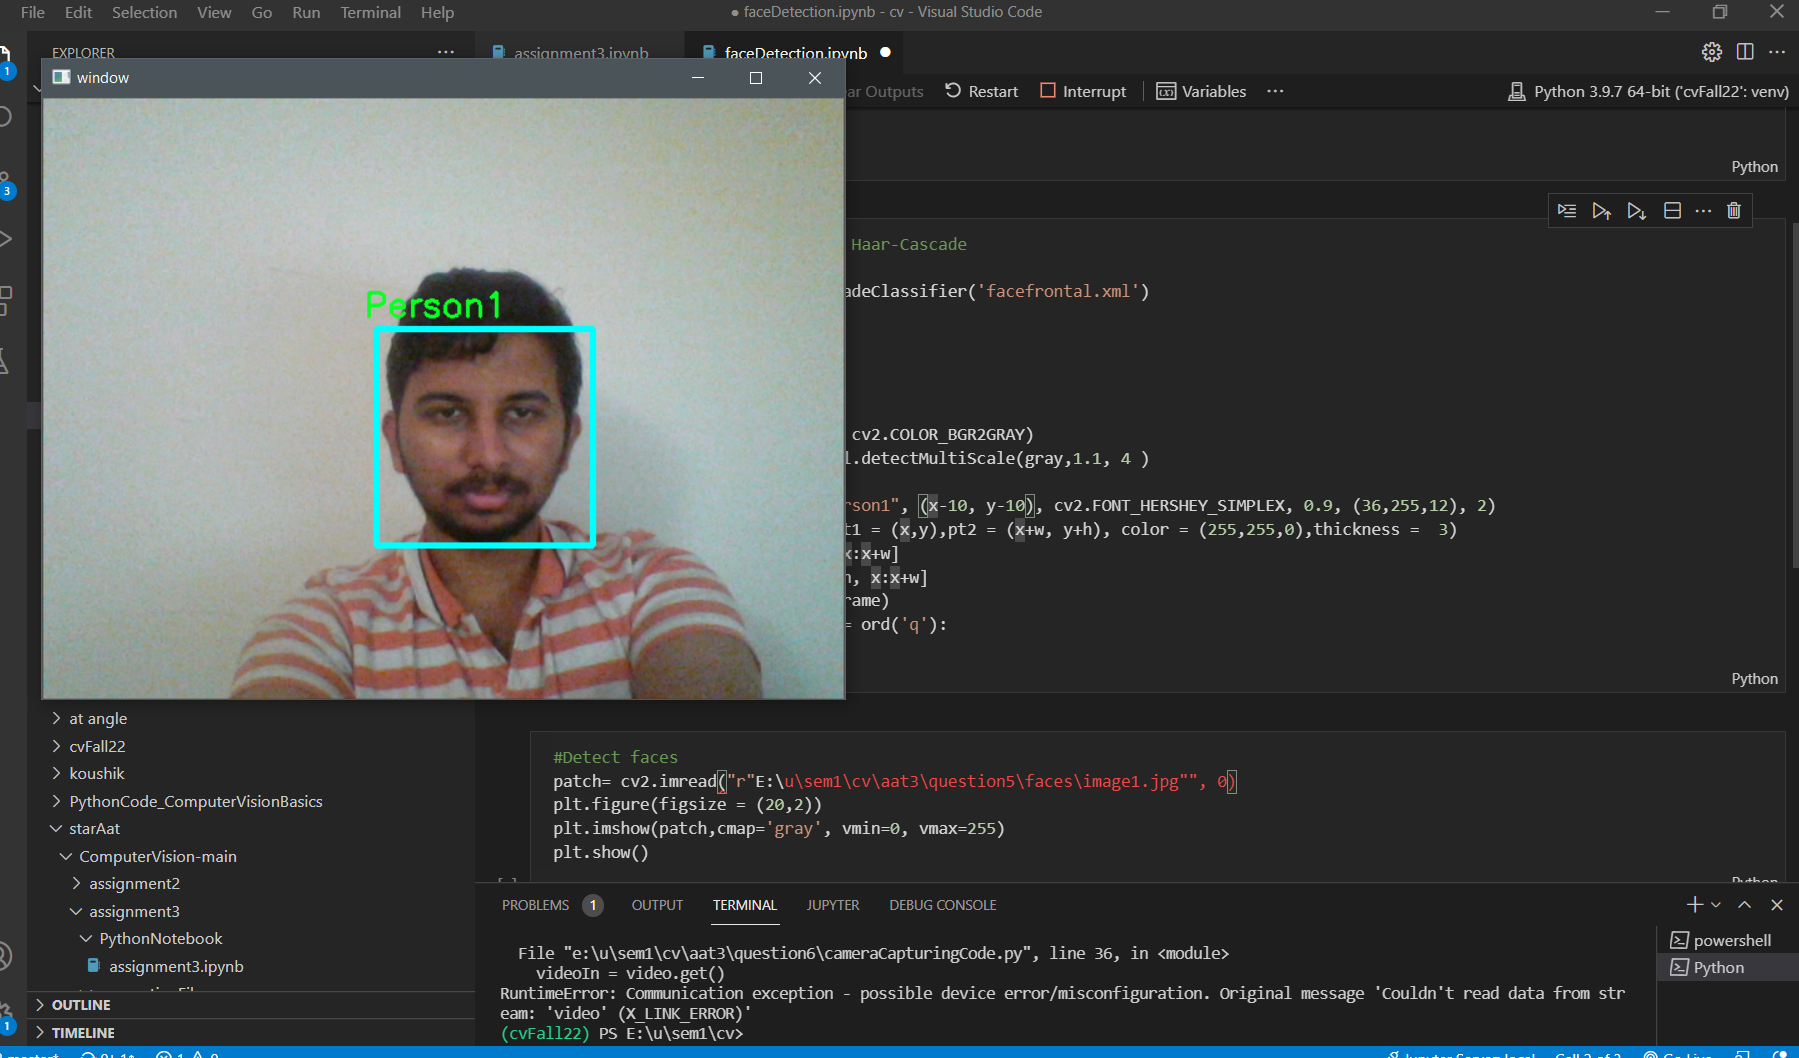 File Edit Selection View Go Run Terminal Help
● faceDetection.ipynb - cv - Visual Studio Code
EXPLORER
assignment3.ipynb
faceDetection.ipynb
window
Outputs
Restart
Interrupt
Variables
Python 3.9.7 64-bit ('cvFall22': venv)
1
3
Python
Person1
Haar-Cascade
adeClassifier('facefrontal.xml')
cv2.COLOR_BGR2GRAY)
l.detectMultiScale(gray,1.1, 4 )
rson1", (x-10, y-10), cv2.FONT_HERSHEY_SIMPLEX, 0.9, (36,255,12), 2)
t1 = (x,y),pt2 = (x+w, y+h), color = (255,255,0),thickness = 3)
x:x+w]
, x:x+w]
rame)
= ord('q'):
Python
at angle
cvFall22
koushik
PythonCode_ComputerVisionBasics
starAat
ComputerVision-main
assignment2
assignment3
PythonNotebook
assignment3.ipynb
OUTLINE
TIMELINE
1
#Detect faces
patch= cv2.imread("r"E:\u\sem1\cv\aat3\question5\faces\image1.jpg"", 0)
plt.figure(figsize = (20,2))
plt.imshow(patch,cmap='gray', vmin=0, vmax=255)
plt.show()
PROBLEMS 1 OUTPUT TERMINAL JUPYTER DEBUG CONSOLE
File "e:\u\sem1\cv\aat3\question6\cameraCapturingCode.py", line 36, in <module>
videoIn = video.get()
RuntimeError: Communication exception - possible device error/misconfiguration. Original message 'Couldn't read data from str
eam: 'video' (X_LINK_ERROR)'
(cvFall22) PS E:\u\sem1\cv>
powershell
Python